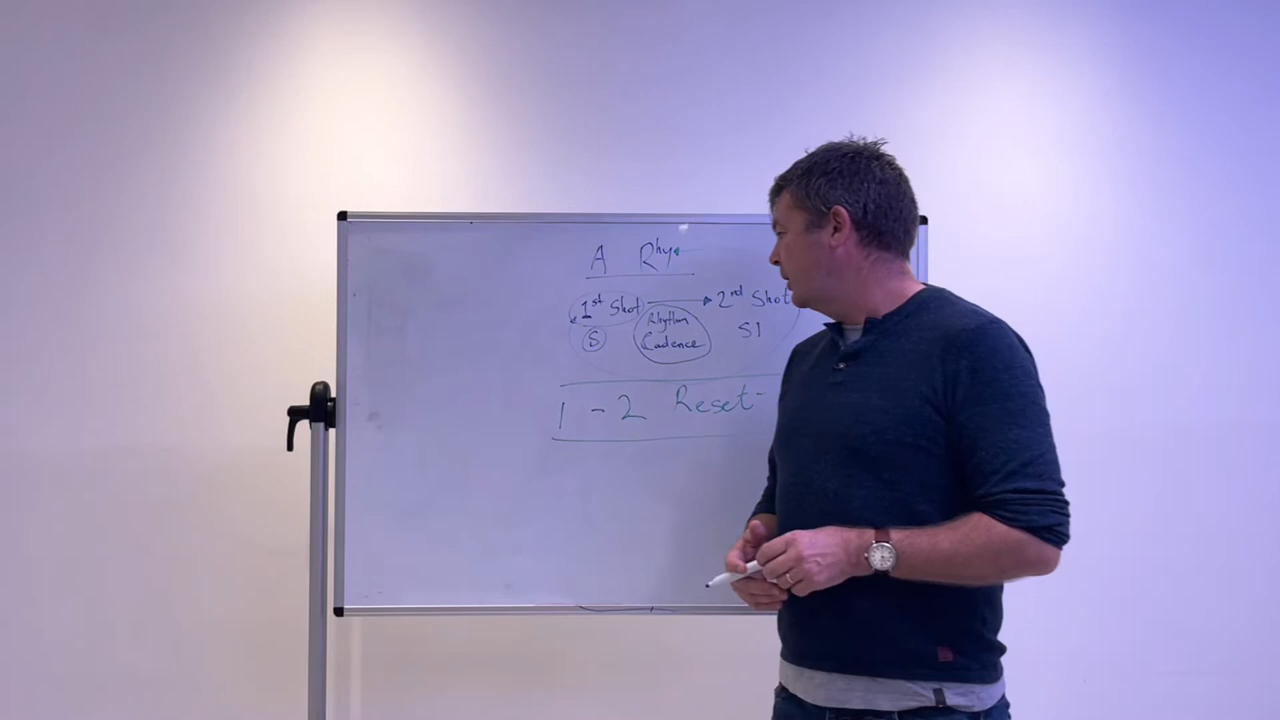 A Rhy
1st Shot → 2nd Shot
Rhythm
S Cadence S1
1 - 2 Reset-